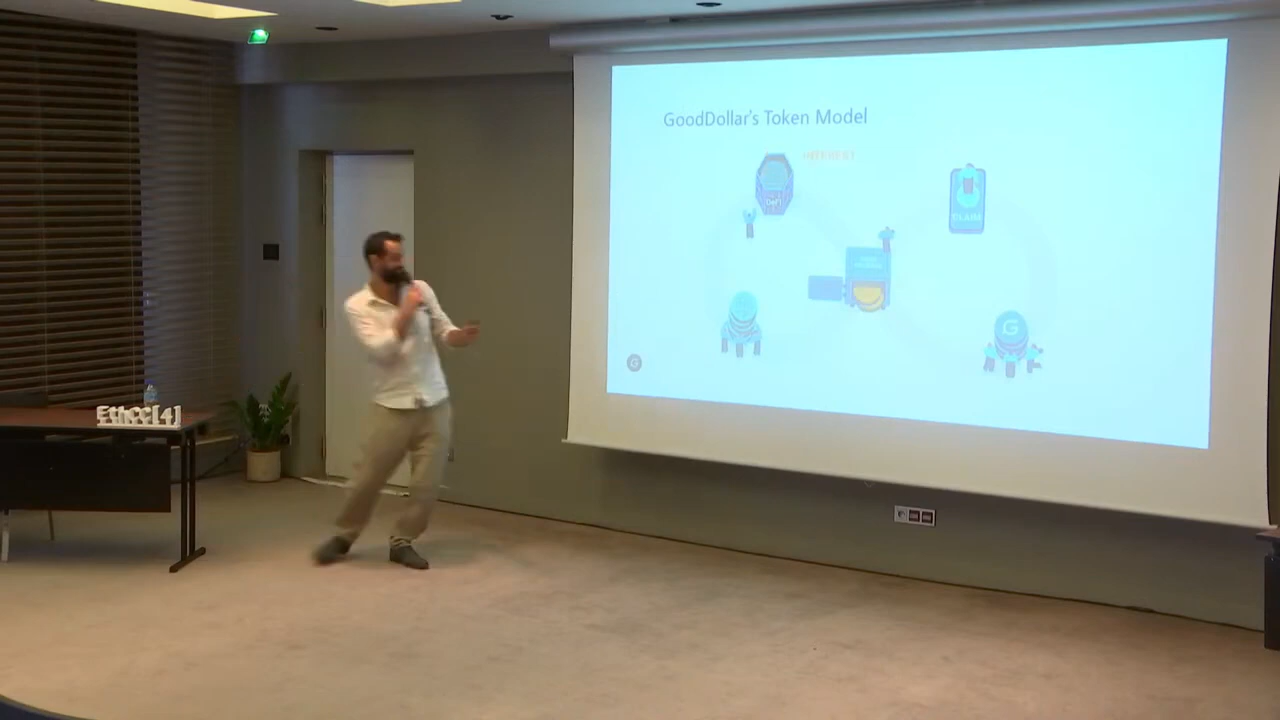 GoodDollar's Token Model
INTEREST
DeFi
CLAIM
G
G
EthCC[4]